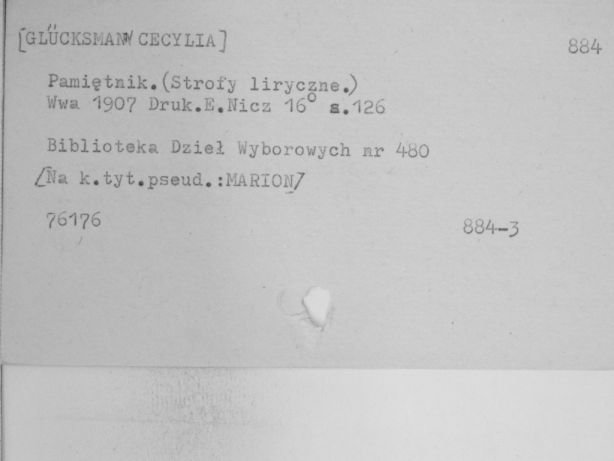 [GLÜCKSMAN CECYLIA]
884
Pamiętnik.(Strofy liryczne.)
Wwa 1907 Druk.E.Nicz 16° s.126
Biblioteka Dzieł Wyborowych nr 480
/Na k.tyt.pseud.:MARION/
76176
884-3